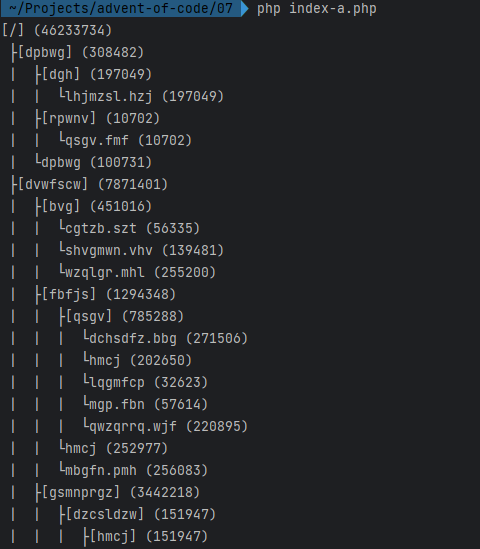 ~/Projects/advent-of-code/07 php index-a.php
[/] (46233734)
├[dpbwg] (308482)
| ├[dgh] (197049)
| | └lhjmzsl.hzj (197049)
| ├[rpwnv] (10702)
| | └qsgv.fmf (10702)
| └dpbwg (100731)
├[dvwfscw] (7871401)
| ├[bvg] (451016)
| | └cgtzb.szt (56335)
| | └shvgmwn.vhv (139481)
| | └wzqlgr.mhl (255200)
| ├[fbfjs] (1294348)
| | ├[qsgv] (785288)
| | | └dchsdfz.bbg (271506)
| | | └hmcj (202650)
| | | └lqgmfcp (32623)
| | | └mgp.fbn (57614)
| | | └qwzqrrq.wjf (220895)
| | └hmcj (252977)
| | └mbgfn.pmh (256083)
| ├[gsmnprgz] (3442218)
| | ├[dzcsldzw] (151947)
| | | ├[hmcj] (151947)